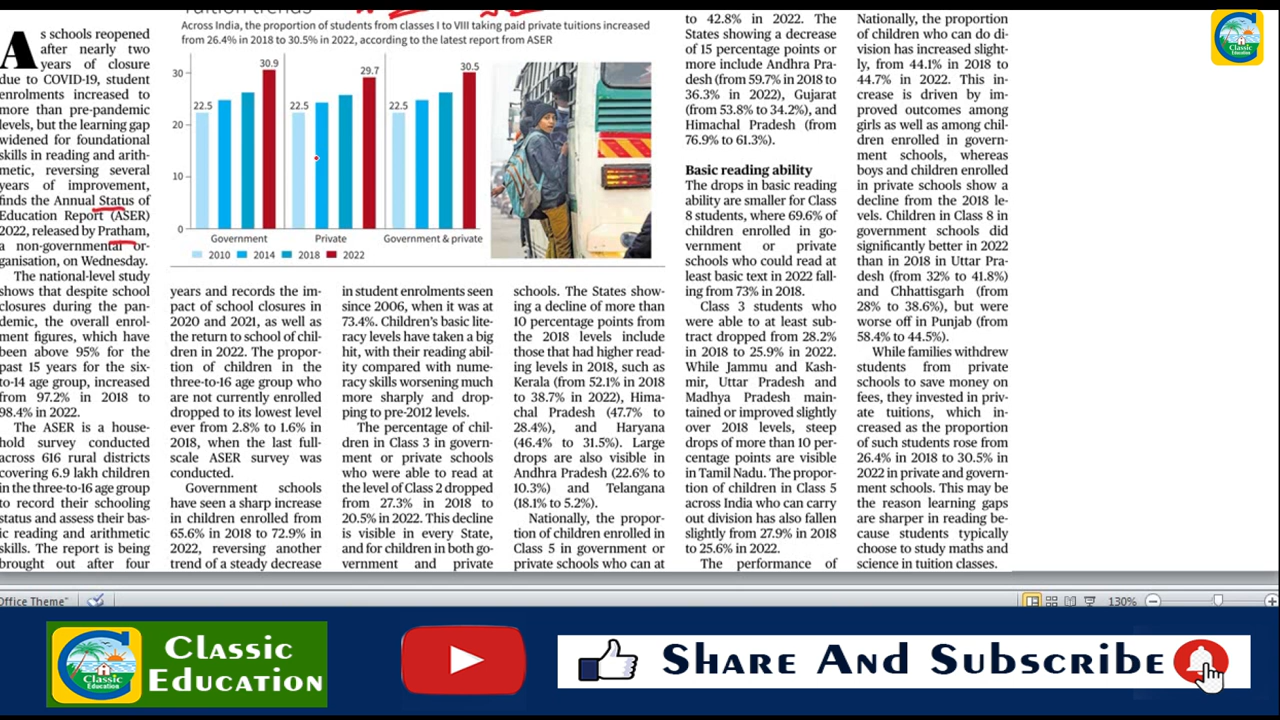 Tuition trends
Across India, the proportion of students from classes I to VIII taking paid private tuitions increased
from 26.4% in 2018 to 30.5% in 2022, according to the latest report from ASER
30
20
10
0
22.5
30.9
22.5
29.7
22.5
30.5
Government
Private
Government & private
2010
2014
2018
2022
As schools reopened
after nearly two
years of closure
due to COVID-19, student
enrolments increased to
more than pre-pandemic
levels, but the learning gap
widened for foundational
skills in reading and arith-
metic, reversing several
years of improvement,
finds the Annual Status of
Education Report (ASER)
2022, released by Pratham,
a non-governmental or-
ganisation, on Wednesday.
The national-level study
shows that despite school
closures during the pan-
demic, the overall enrol-
ment figures, which have
been above 95% for the
past 15 years for the six-
to-14 age group, increased
from 97.2% in 2018 to
98.4% in 2022.
The ASER is a house-
hold survey conducted
across 616 rural districts
covering 6.9 lakh children
in the three-to-16 age group
to record their schooling
status and assess their bas-
ic reading and arithmetic
skills. The report is being
brought out after four
years and records the im-
pact of school closures in
2020 and 2021, as well as
the return to school of chil-
dren in 2022. The propor-
tion of children in the
three-to-16 age group who
are not currently enrolled
dropped to its lowest level
ever from 2.8% to 1.6% in
2018, when the last full-
scale ASER survey was
conducted.
Government schools
have seen a sharp increase
in children enrolled from
65.6% in 2018 to 72.9% in
2022, reversing another
trend of a steady decrease
in student enrolments seen
since 2006, when it was at
73.4%. Children's basic lite-
racy levels have taken a big
hit, with their reading abil-
ity compared with nume-
racy skills worsening much
more sharply and drop-
ping to pre-2012 levels.
The percentage of chil-
dren in Class 3 in govern-
ment or private schools
who were able to read at
the level of Class 2 dropped
from 27.3% in 2018 to
20.5% in 2022. This decline
is visible in every State,
and for children in both go-
vernment and private
schools. The States show-
ing a decline of more than
10 percentage points from
the 2018 levels include
those that had higher read-
ing levels in 2018, such as
Kerala (from 52.1% in 2018
to 38.7% in 2022), Hima-
chal Pradesh (47.7% to
28.4%), and Haryana
(46.4% to 31.5%). Large
drops are also visible in
Andhra Pradesh (22.6% to
10.3%) and Telangana
(18.1% to 5.2%).
Nationally, the propor-
tion of children enrolled in
Class 5 in government or
private schools who can at
to 42.8% in 2022. The
States showing a decrease
of 15 percentage points or
more include Andhra Pra-
desh (from 59.7% in 2018 to
36.3% in 2022), Gujarat
(from 53.8% to 34.2%), and
Himachal Pradesh (from
76.9% to 61.3%).
Basic reading ability
The drops in basic reading
ability are smaller for Class
8 students, where 69.6% of
children enrolled in go-
vernment or private
schools who could read at
least basic text in 2022 fall-
ing from 73% in 2018.
Class 3 students who
were able to at least sub-
tract dropped from 28.2%
in 2018 to 25.9% in 2022.
While Jammu and Kash-
mir, Uttar Pradesh and
Madhya Pradesh main-
tained or improved slightly
over 2018 levels, steep
drops of more than 10 per-
centage points are visible
in Tamil Nadu. The propor-
tion of children in Class 5
across India who can carry
out division has also fallen
slightly from 27.9% in 2018
to 25.6% in 2022.
The performance of
Nationally, the proportion
of children who can do di-
vision has increased slight-
ly, from 44.1% in 2018 to
44.7% in 2022. This in-
crease is driven by im-
proved outcomes among
girls as well as among chil-
dren enrolled in govern-
ment schools, whereas
boys and children enrolled
in private schools show a
decline from the 2018 le-
vels. Children in Class 8 in
government schools did
significantly better in 2022
than in 2018 in Uttar Pra-
desh (from 32% to 41.8%)
and Chhattisgarh (from
28% to 38.6%), but were
worse off in Punjab (from
58.4% to 44.5%).
While families withdrew
students from private
schools to save money on
fees, they invested in priv-
ate tuitions, which in-
creased as the proportion
of such students rose from
26.4% in 2018 to 30.5% in
2022 in private and govern-
ment schools. This may be
the reason learning gaps
are sharper in reading be-
cause students typically
choose to study maths and
science in tuition classes.
Classic
Education
Office Theme"
130%
Classic
Education
Classic
Education
Share And Subscribe